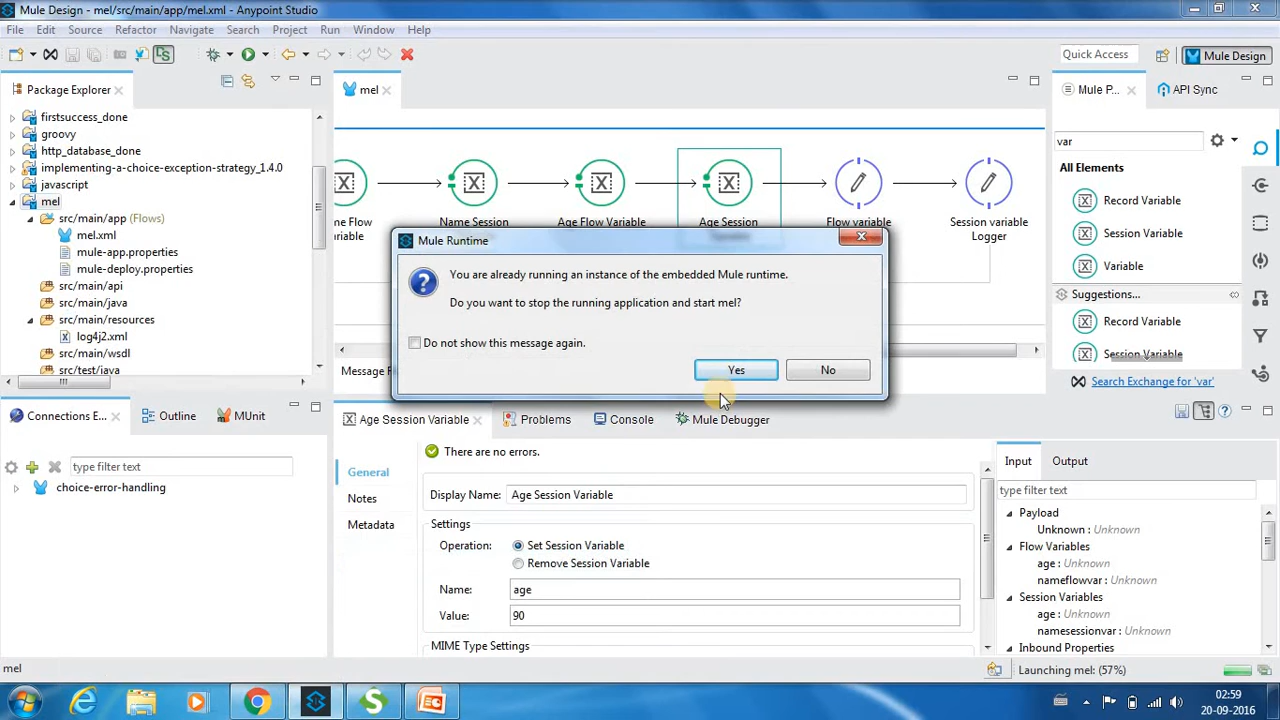 Mule Design - mel/src/main/app/mel.xml - Anypoint Studio
File Edit Source Refactor Navigate Search Project Run Window Help
Quick Access
Mule Design
Package Explorer
firstsuccess_done
groovy
http_database_done
implementing-a-choice-exception-strategy_1.4.0
javascript
mel
src/main/app (Flows)
mel.xml
mule-app.properties
mule-deploy.properties
src/main/api
src/main/java
src/main/resources
log4j2.xml
src/main/wsdl
src/test/java
mel
me Flow
Name Session
Age Flow Variable
Age Session
Flow variable
Session variable
Logger
Message
Mule P...
API Sync
var
All Elements
Record Variable
Session Variable
Variable
Suggestions...
Record Variable
Session Variable
Search Exchange for 'var'
Mule Runtime
You are already running an instance of the embedded Mule runtime.
Do you want to stop the running application and start mel?
Do not show this message again.
Yes
No
Connections E...
Outline
MUnit
type filter text
choice-error-handling
Age Session Variable
Problems
Console
Mule Debugger
There are no errors.
General
Notes
Metadata
Display Name: Age Session Variable
Settings
Operation:
Set Session Variable
Remove Session Variable
Name: age
Value: 90
MIME Type Settings
Input
Output
type filter text
Payload
Unknown : Unknown
Flow Variables
age : Unknown
nameflowvar : Unknown
Session Variables
age : Unknown
namesessionvar : Unknown
Inbound Properties
mel
Launching mel: (57%)
02:59
20-09-2016